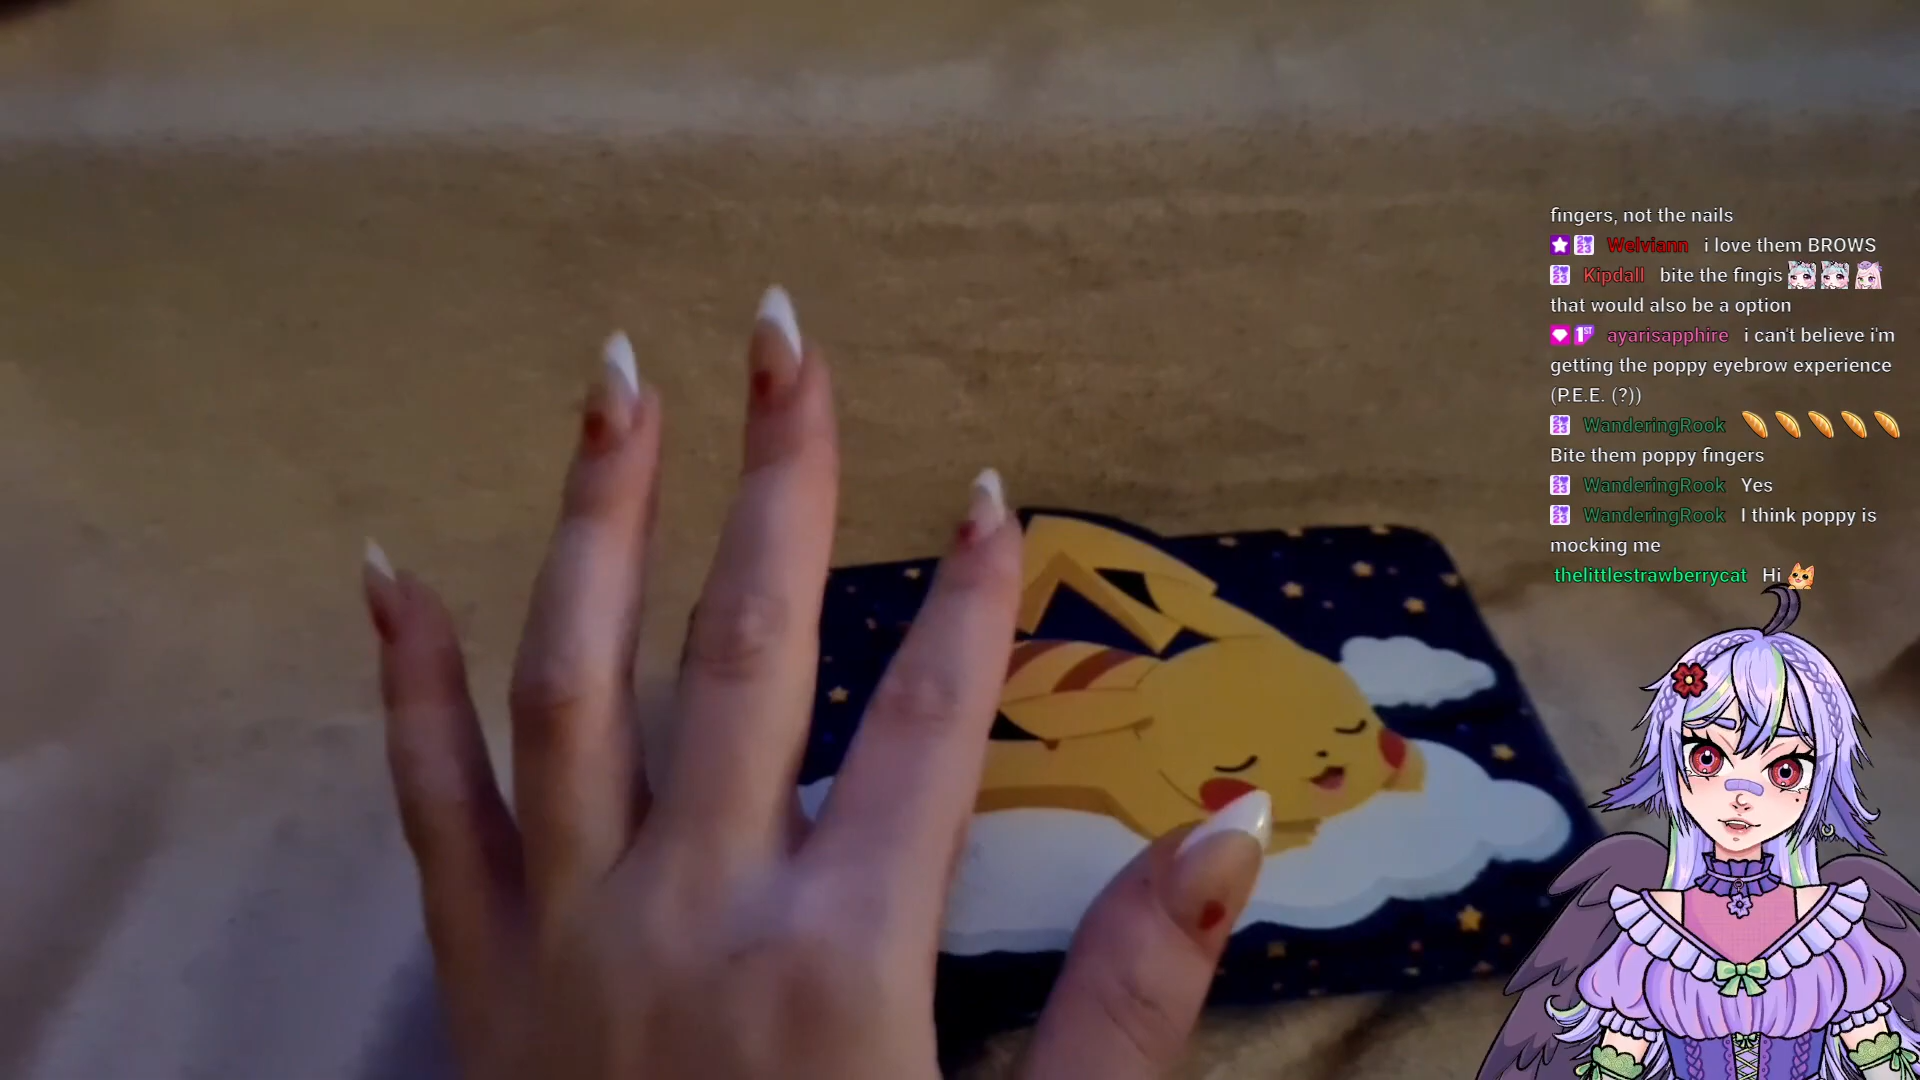 fingers, not the nails
Welviann i love them BROWS
Kipdall bite the fingis
that would also be a option
1ST ayarisapphire i can't believe i'm
getting the poppy eyebrow experience
(P.E.E. (?))
WanderingRook
Bite them poppy fingers
WanderingRook Yes
WanderingRook I think poppy is
mocking me
thelittlestrawberrycat Hi